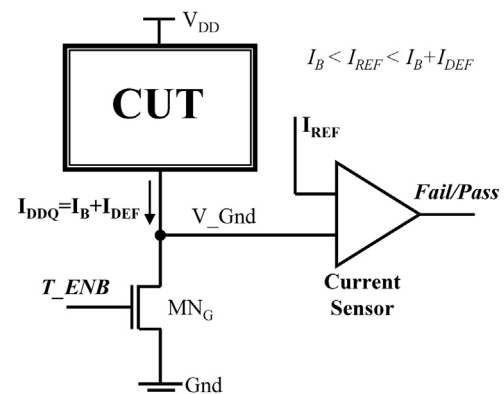 V_DD
CUT
I_B < I_REF < I_B+I_DEF
I_REF
Fail/Pass
I_DDQ=I_B+I_DEF
V_Gnd
Current
Sensor
T_ENB
MN_G
Gnd